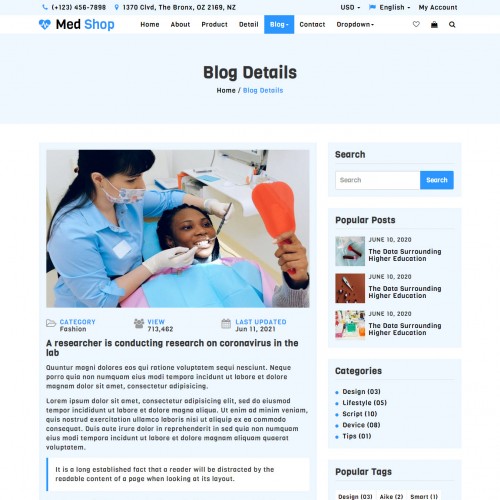 (+123) 456-7898 1370 Clvd, The Bronx, OZ 2169, NZ USD English My Account
Med Shop Home About Product Detail Blog Contact Dropdown
Blog Details
Home / Blog Details
CATEGORY
Fashion
VIEW
713,462
LAST UPDATED
Jun 11, 2021
A researcher is conducting research on coronavirus in the
lab
Quuntur magni dolores eos qui ratione voluptatem sequi nesciunt. Neque
porro quia non numquam eius modi tempora incidunt ut labore et dolore
magnam dolor sit amet, consectetur adipisicing.
Lorem ipsum dolor sit amet, consectetur adipisicing elit, sed do eiusmod
tempor incididunt ut labore et dolore magna aliqua. Ut enim ad minim veniam,
quis nostrud exercitation ullamco laboris nisi ut aliquip ex ea commodo
consequat. Duis aute irure dolor in reprehenderit in sed quia non numquam
eius modi tempora incidunt ut labore et dolore magnam aliquam quaerat
voluptatem.
It is a long established fact that a reader will be distracted by the
readable content of a page when looking at its layout.
Search
Search Search
Popular Posts
JUNE 10, 2020
The Data Surrounding
Higher Education
JUNE 10, 2020
The Data Surrounding
Higher Education
JUNE 10, 2020
The Data Surrounding
Higher Education
Categories
Design (03)
Lifestyle (05)
Script (10)
Device (08)
Tips (01)
Popular Tags
Design (03) Aike (2) Smart (1)